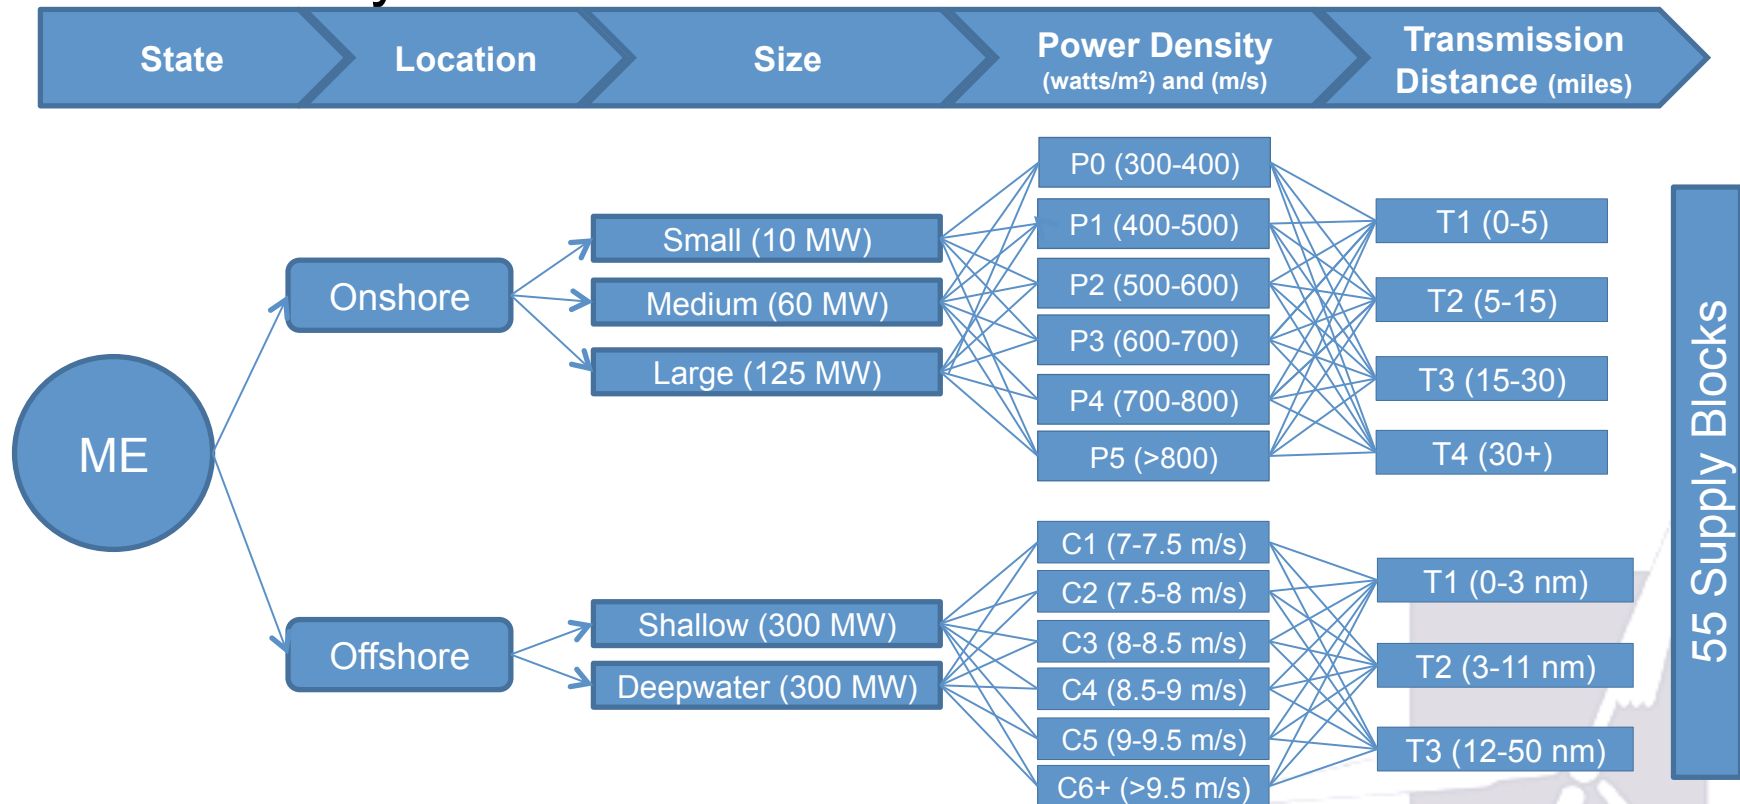 State
Location
Size
Power Density
(watts/m²) and (m/s)
Transmission
Distance (miles)
ME
Onshore
Offshore
Small (10 MW)
Medium (60 MW)
Large (125 MW)
Shallow (300 MW)
Deepwater (300 MW)
P0 (300-400)
P1 (400-500)
P2 (500-600)
P3 (600-700)
P4 (700-800)
P5 (>800)
C1 (7-7.5 m/s)
C2 (7.5-8 m/s)
C3 (8-8.5 m/s)
C4 (8.5-9 m/s)
C5 (9-9.5 m/s)
C6+ (>9.5 m/s)
T1 (0-5)
T2 (5-15)
T3 (15-30)
T4 (30+)
T1 (0-3 nm)
T2 (3-11 nm)
T3 (12-50 nm)
55 Supply Blocks